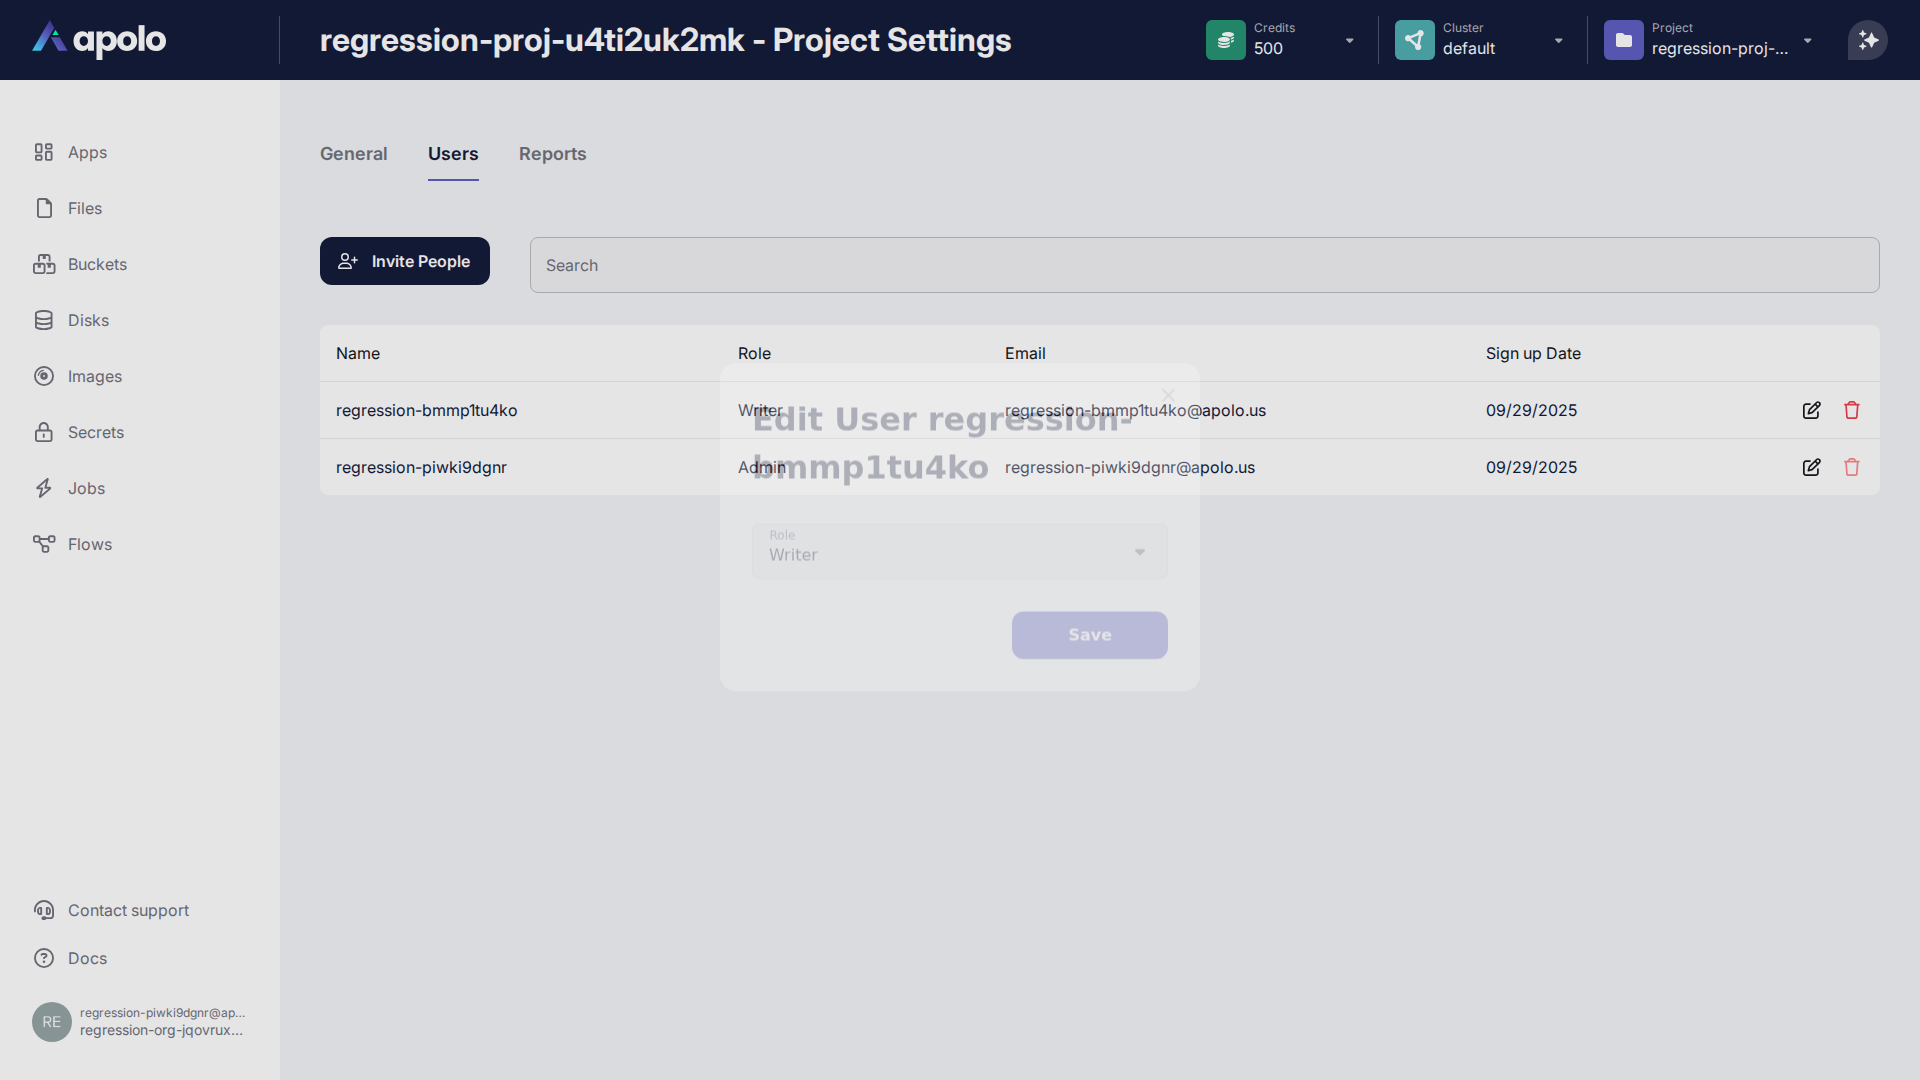 apolo
regression-proj-u4ti2uk2mk - Project Settings
Credits
500
Cluster
default
Project
regression-proj-...
Apps
Files
Buckets
Disks
Images
Secrets
Jobs
Flows
General
Users
Reports
Invite People
Search
Name
Role
Email
Sign up Date
regression-bmmp1tu4ko
Writer
regression-bmmp1tu4ko@apolo.us
09/29/2025
regression-piwki9dgnr
Admin
regression-piwki9dgnr@apolo.us
09/29/2025
Edit User regression-
bmmp1tu4ko
Role
Writer
Save
Contact support
Docs
RE
regression-piwki9dgnr@ap...
regression-org-jqovrux...